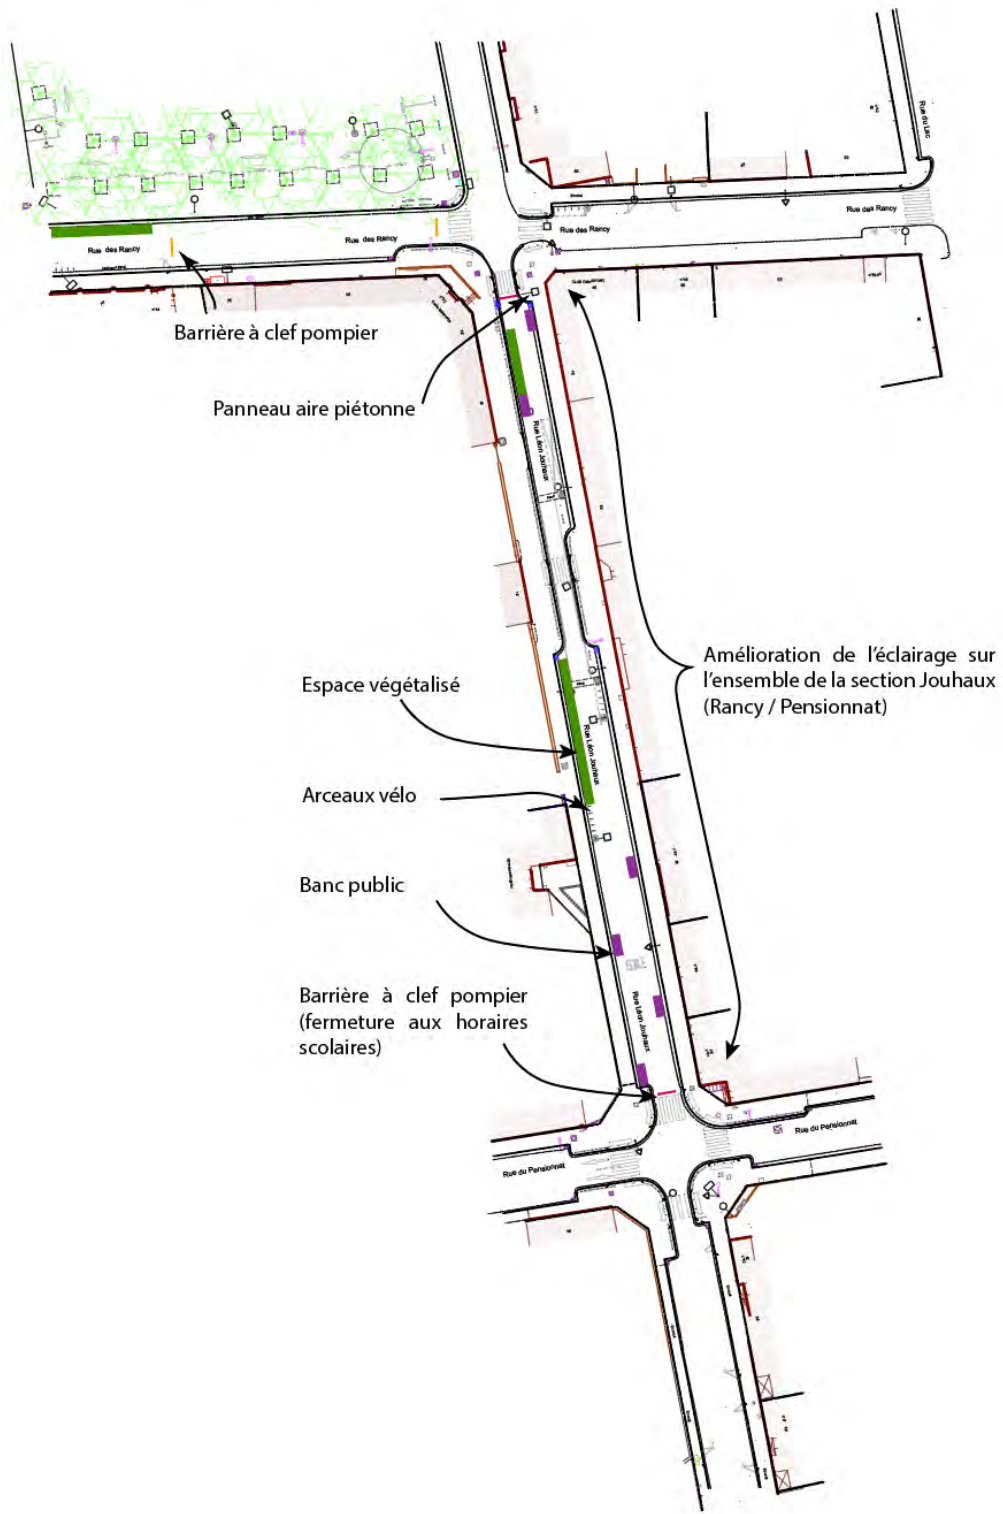 Rue du Lac
Rue des Rancy
Rue des Rancy
Rue des Rancy
Rue des Rancy
Barrière à clef pompier
Panneau aire piétonne
Rue Léon Jouhaux
Amélioration de l'éclairage sur
l'ensemble de la section Jouhaux
(Rancy / Pensionnat)
Espace végétalisé
Rue Léon Jouhaux
Arceaux vélo
Banc public
Barrière à clef pompier
(fermeture aux horaires
scolaires)
Rue Léon Jouhaux
Rue du Pensionnat
Rue du Pensionnat